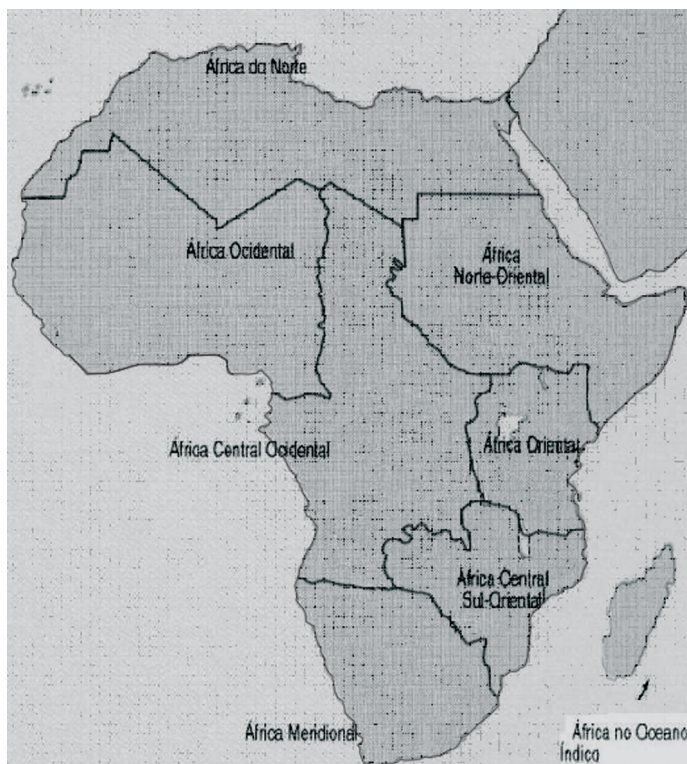 África do Norte
África Ocidental
África
Norte-Oriental
África Central Ocidental
África Oriental
África Central
Sul-Oriental
África Meridional
África no Oceano
Índico